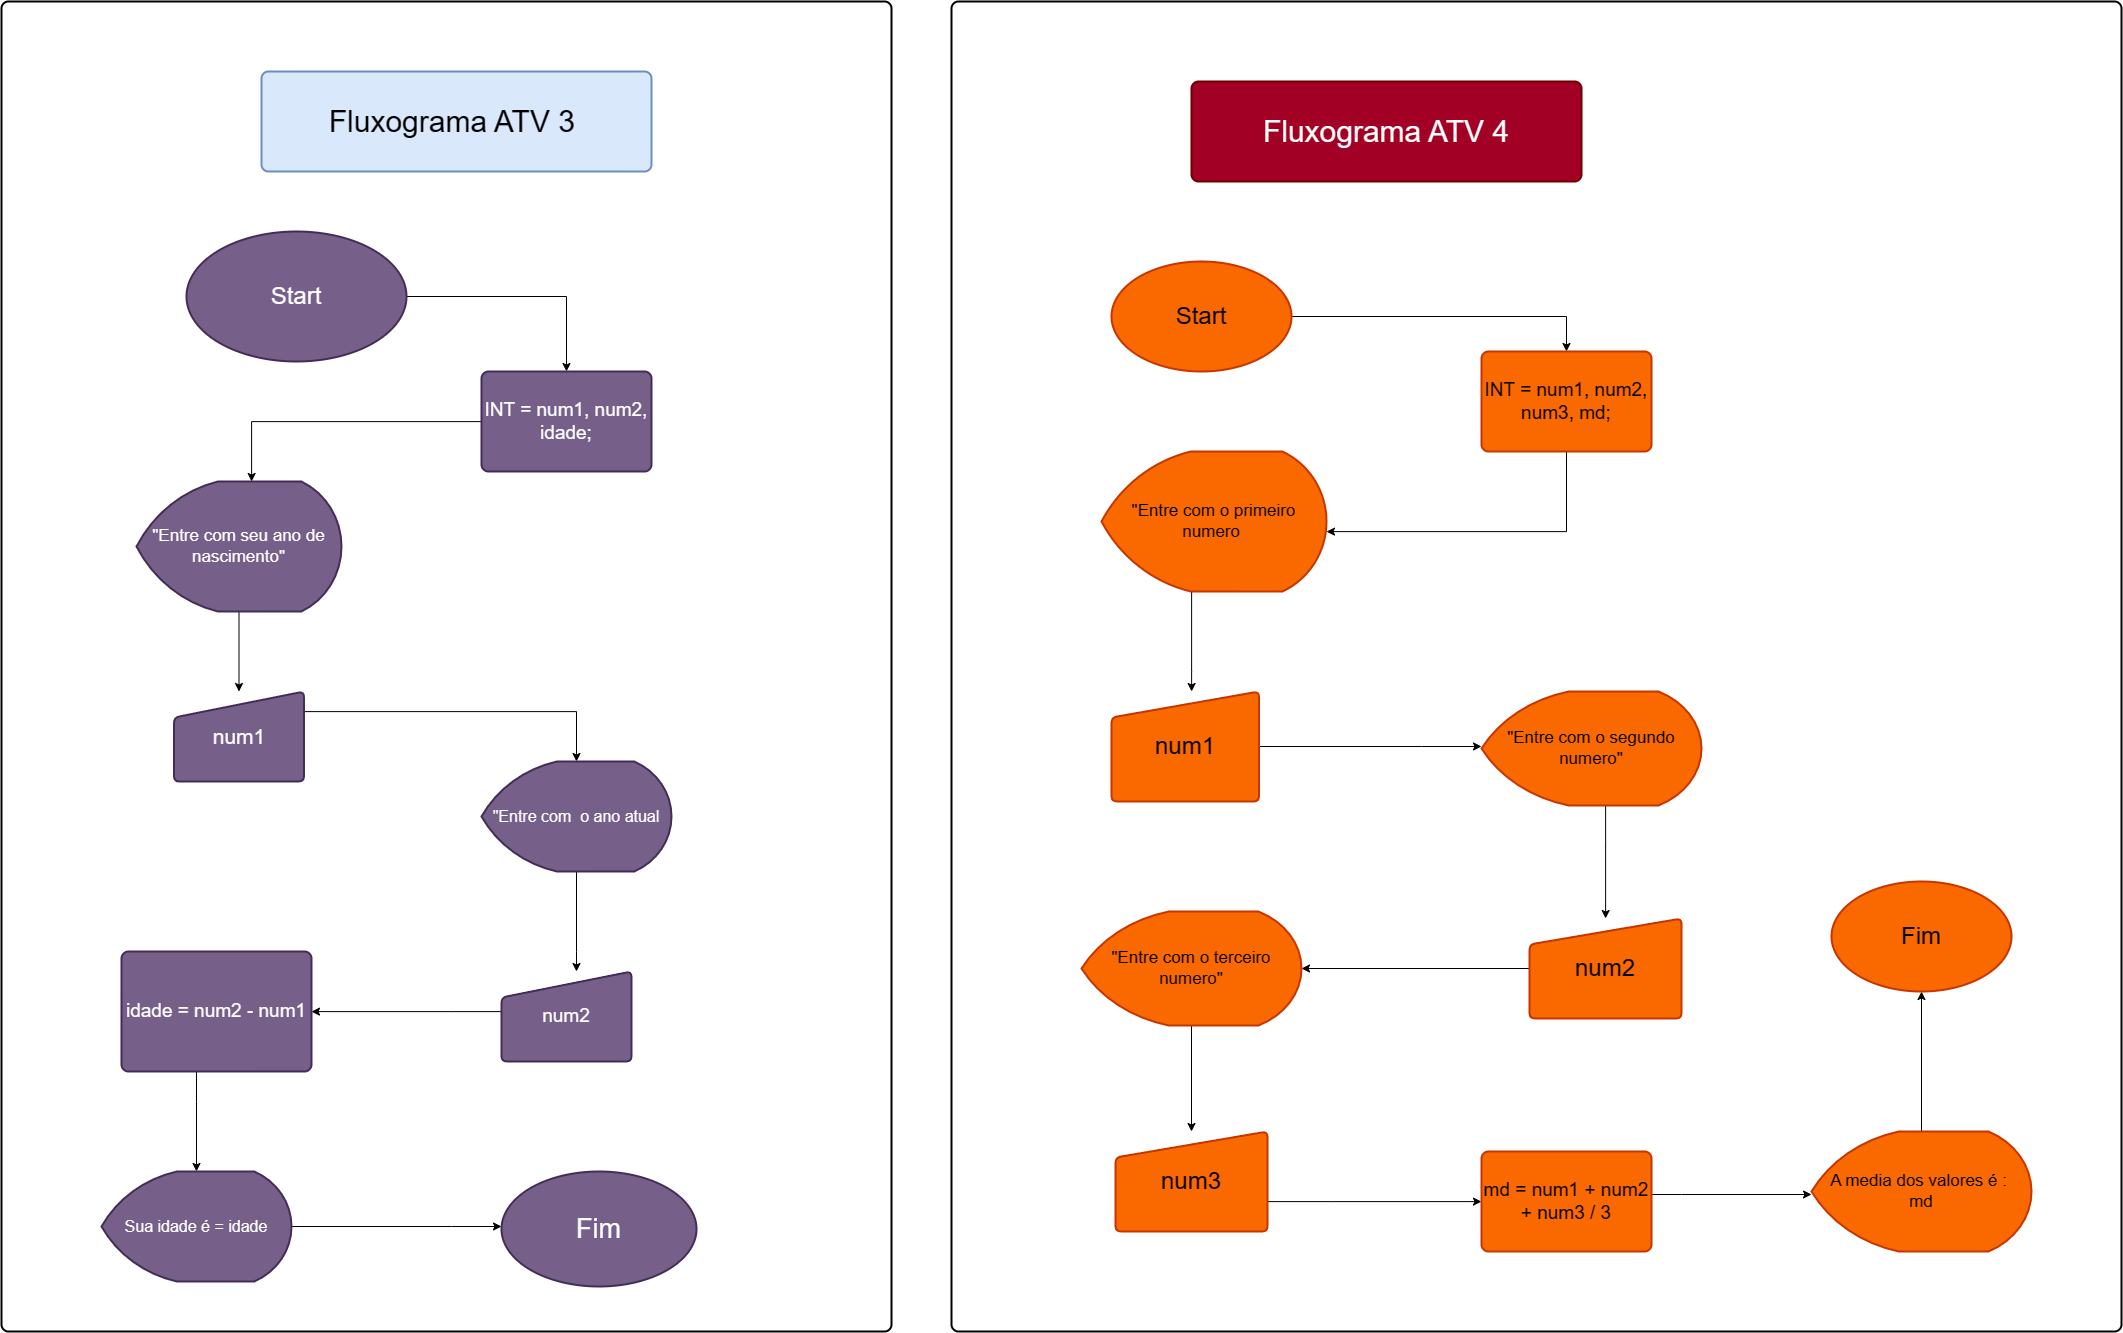 Fluxograma ATV 3
Start
INT = num1, num2,
idade;
"Entre com seu ano de
nascimento"
num1
"Entre com  o ano atual
num2
idade = num2 - num1
Sua idade é = idade
Fim
Fluxograma ATV 4
Start
INT = num1, num2,
num3, md;
"Entre com o primeiro
numero
num1
"Entre com o segundo
numero"
num2
"Entre com o terceiro
numero"
num3
md = num1 + num2
+ num3 / 3
A media dos valores é :
md
Fim